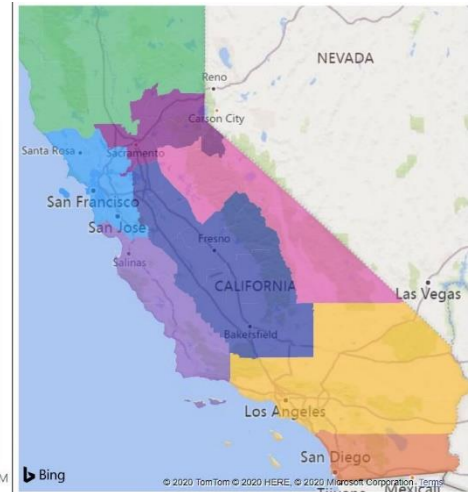 NEVADA
Reno
Carson City
Santa Rosa
Sacramento
San Francisco
San Jose
Salinas
Fresno
CALIFORNIA
Las Vegas
Bakersfield
Los Angeles
San Diego
Mexicali
M
Bing
© 2020 TomTom © 2020 HERE, © 2020 Microsoft Corporation Terms